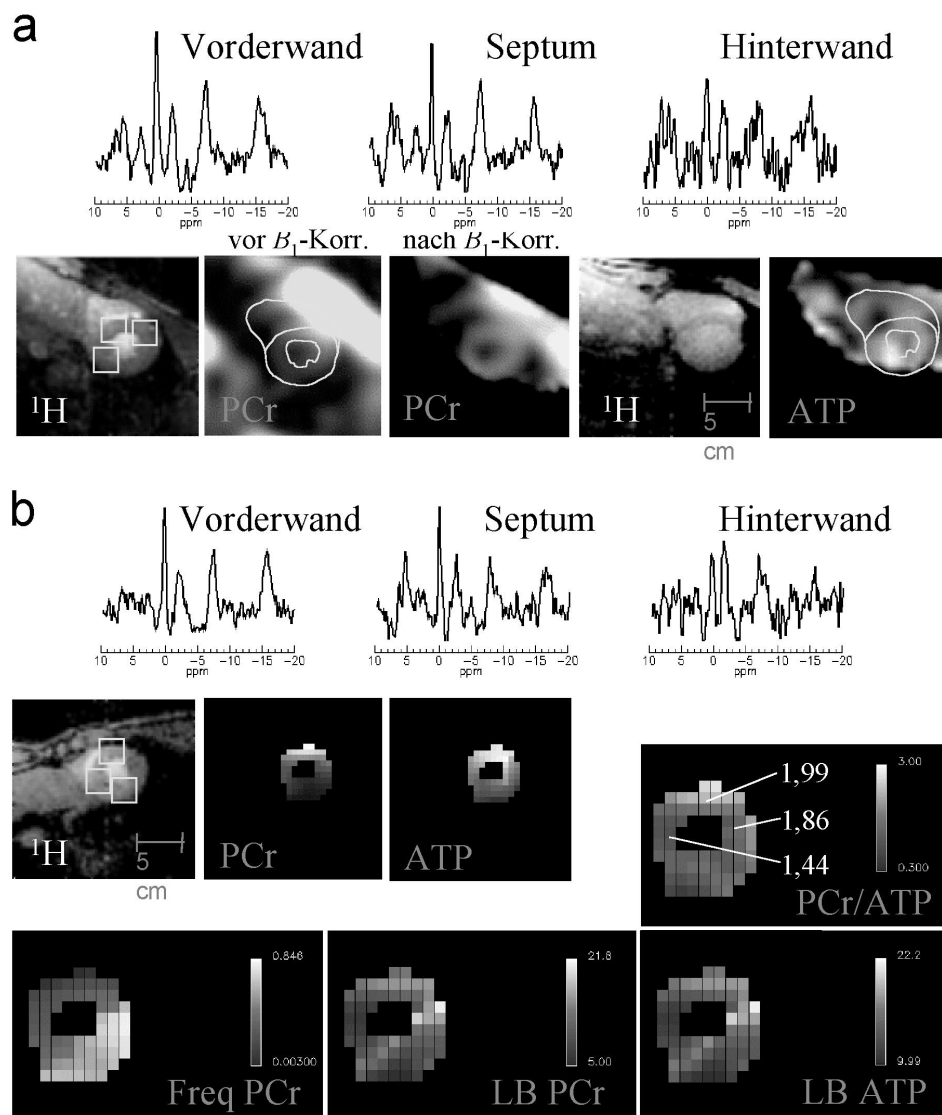 a
Vorderwand Septum Hinterwand
10 5 0 -5 -10 -15 -20
ppm
10 5 0 -5 -10 -15 -20
ppm
10 5 0 -5 -10 -15 -20
ppm
vor B1-Korr. nach B1-Korr.
¹H PCr PCr ¹H 5 cm ATP
b
Vorderwand Septum Hinterwand
10 5 0 -5 -10 -15 -20
ppm
10 5 0 -5 -10 -15 -20
ppm
10 5 0 -5 -10 -15 -20
ppm
¹H 5 cm PCr ATP
3.00
1,99
1,86
1,44
0.300
PCr/ATP
0.846
0.00300
Freq PCr
21.6
5.00
LB PCr
22.2
9.99
LB ATP